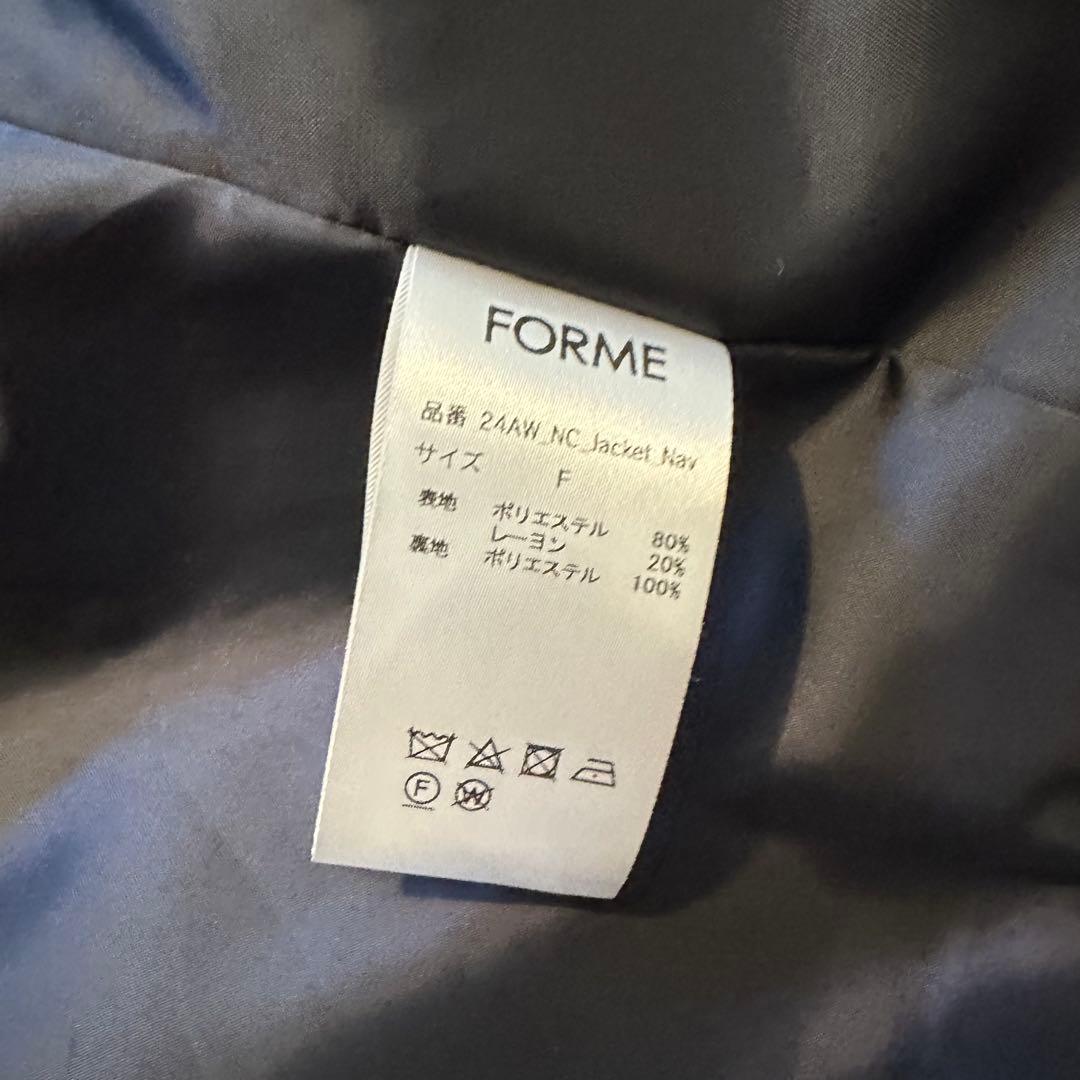 FORME
品番 24AW_NC_Jacket_Nav
サイズ F
表地 ポリエステル 80%
レーヨン 20%
裏地 ポリエステル 100%
F W